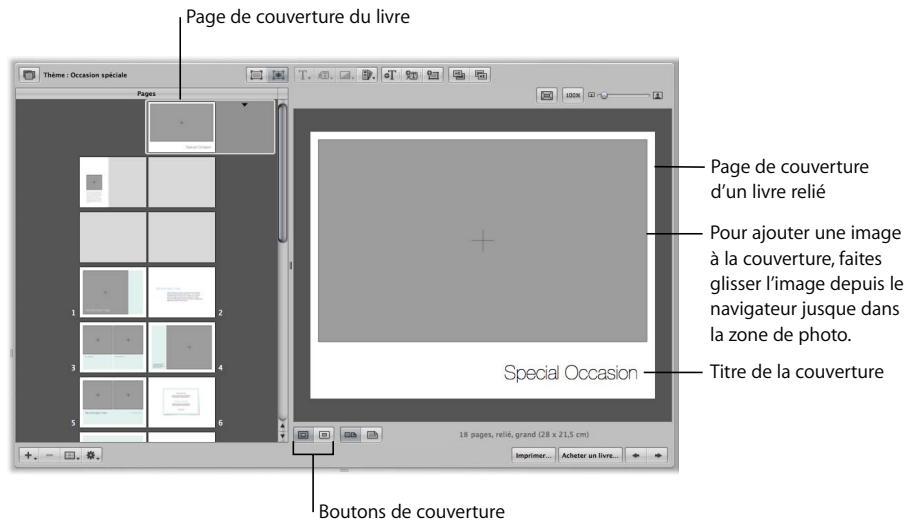 Page de couverture du livre
Thème : Occasion spéciale
Pages
100%
Special Occasion
1
2
3
4
5
6
Special Occasion
18 pages, relié, grand (28 x 21,5 cm)
Imprimer...
Acheter un livre...
Page de couverture
d’un livre relié
Pour ajouter une image
à la couverture, faites
glisser l’image depuis le
navigateur jusque dans
la zone de photo.
Titre de la couverture
Boutons de couverture